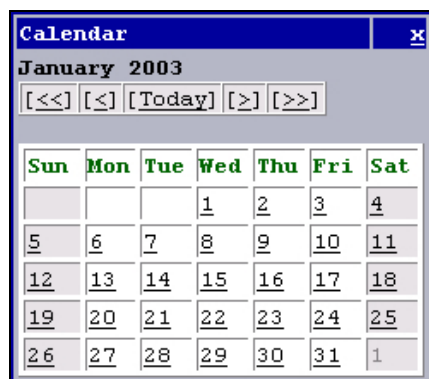 Calendar x
January 2003
[<<] [<] [Today] [>] [>>]
Sun Mon Tue Wed Thu Fri Sat
1 2 3 4
5 6 7 8 9 10 11
12 13 14 15 16 17 18
19 20 21 22 23 24 25
26 27 28 29 30 31 1